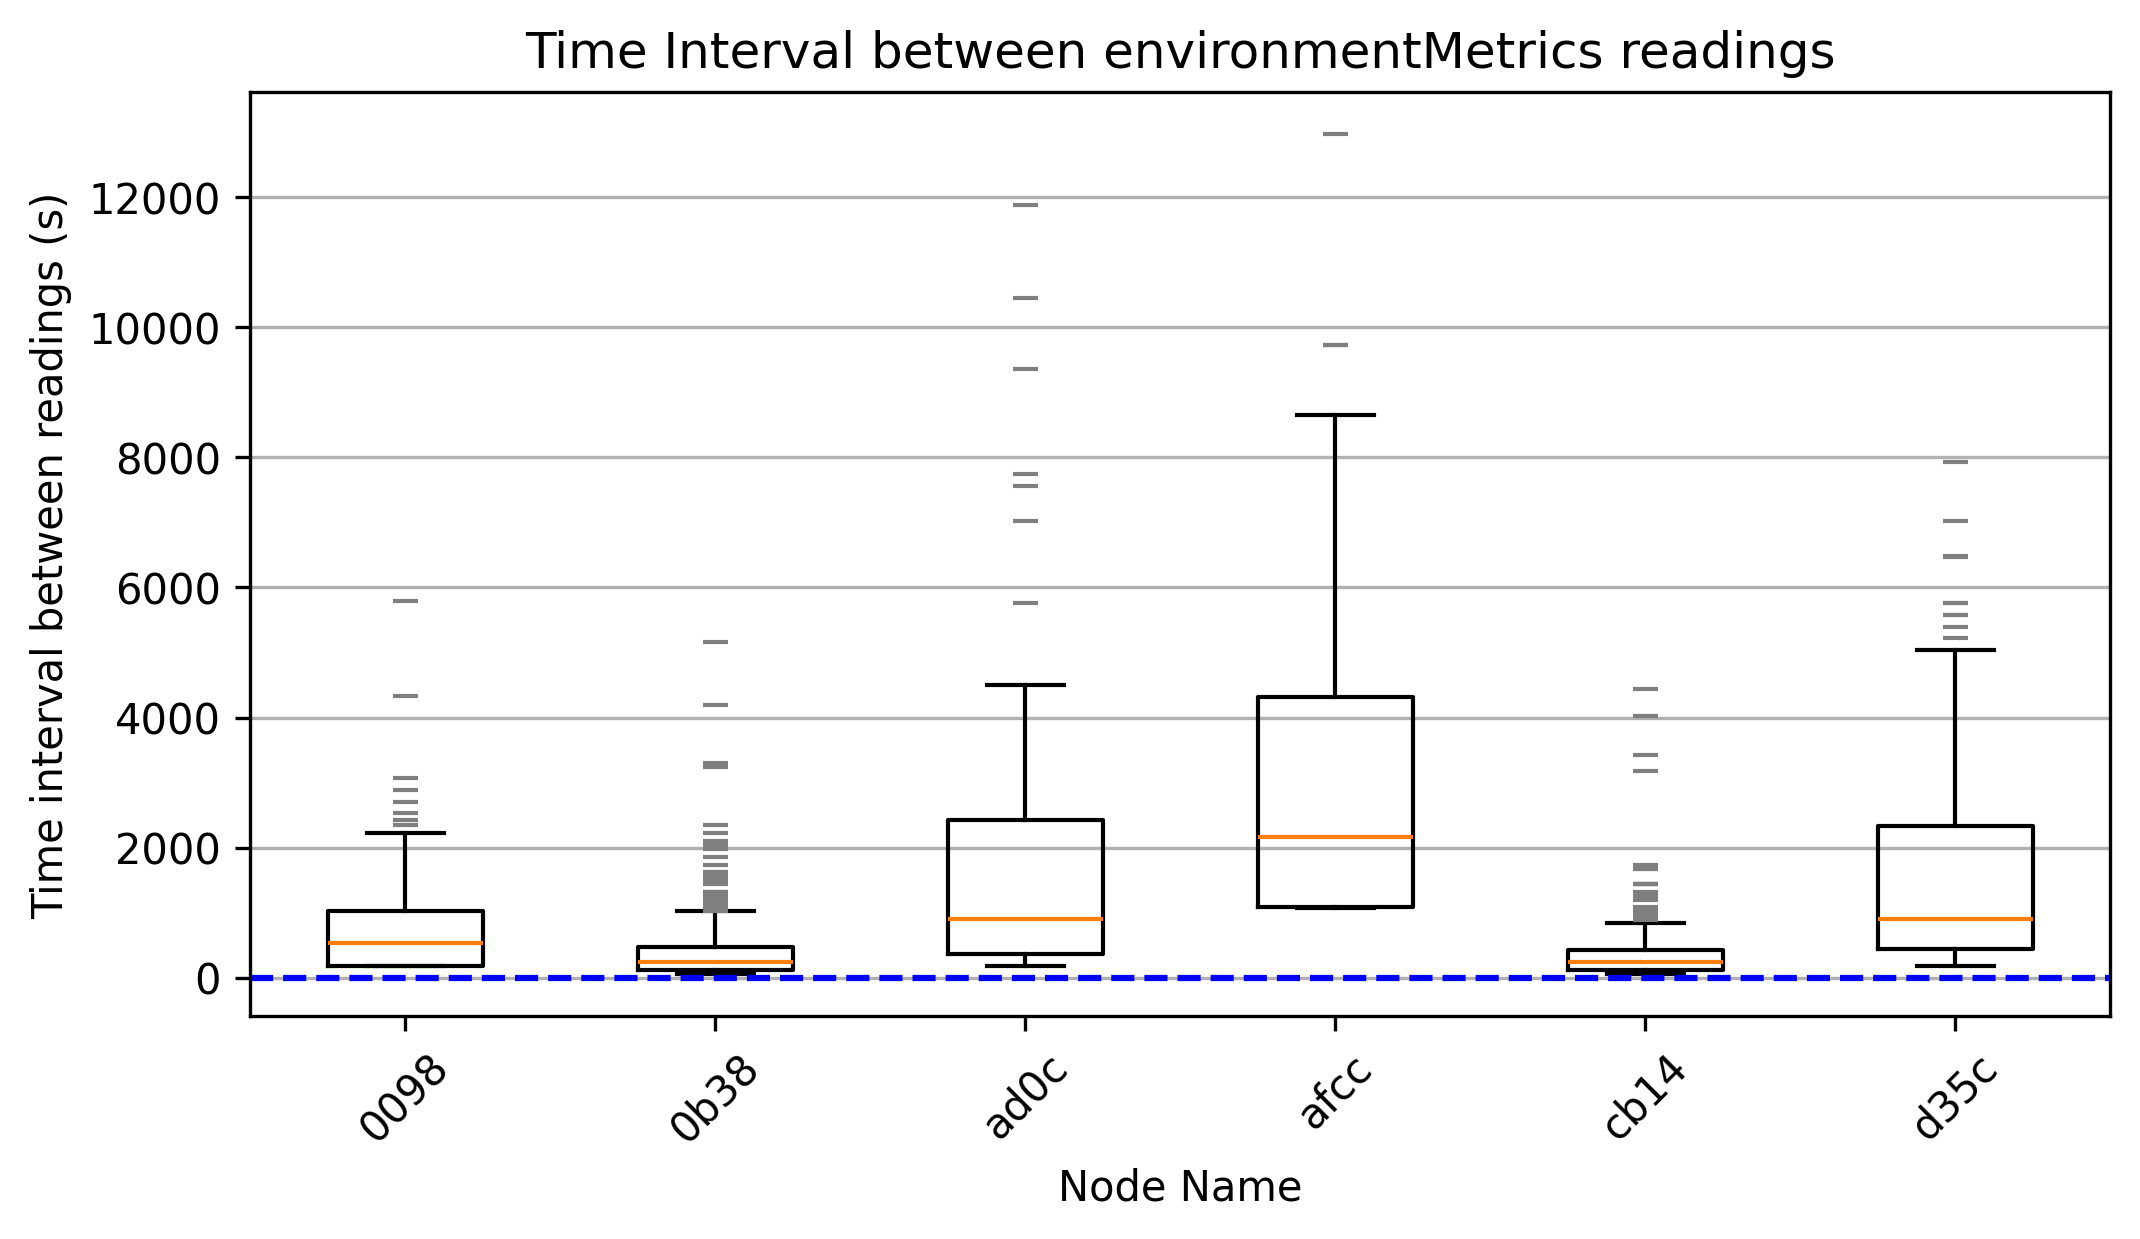 Time Interval between environmentMetrics readings
Time interval between readings (s)
12000
10000
8000
6000
4000
2000
0
0098
0b38
ad0c
afcc
cb14
d35c
Node Name